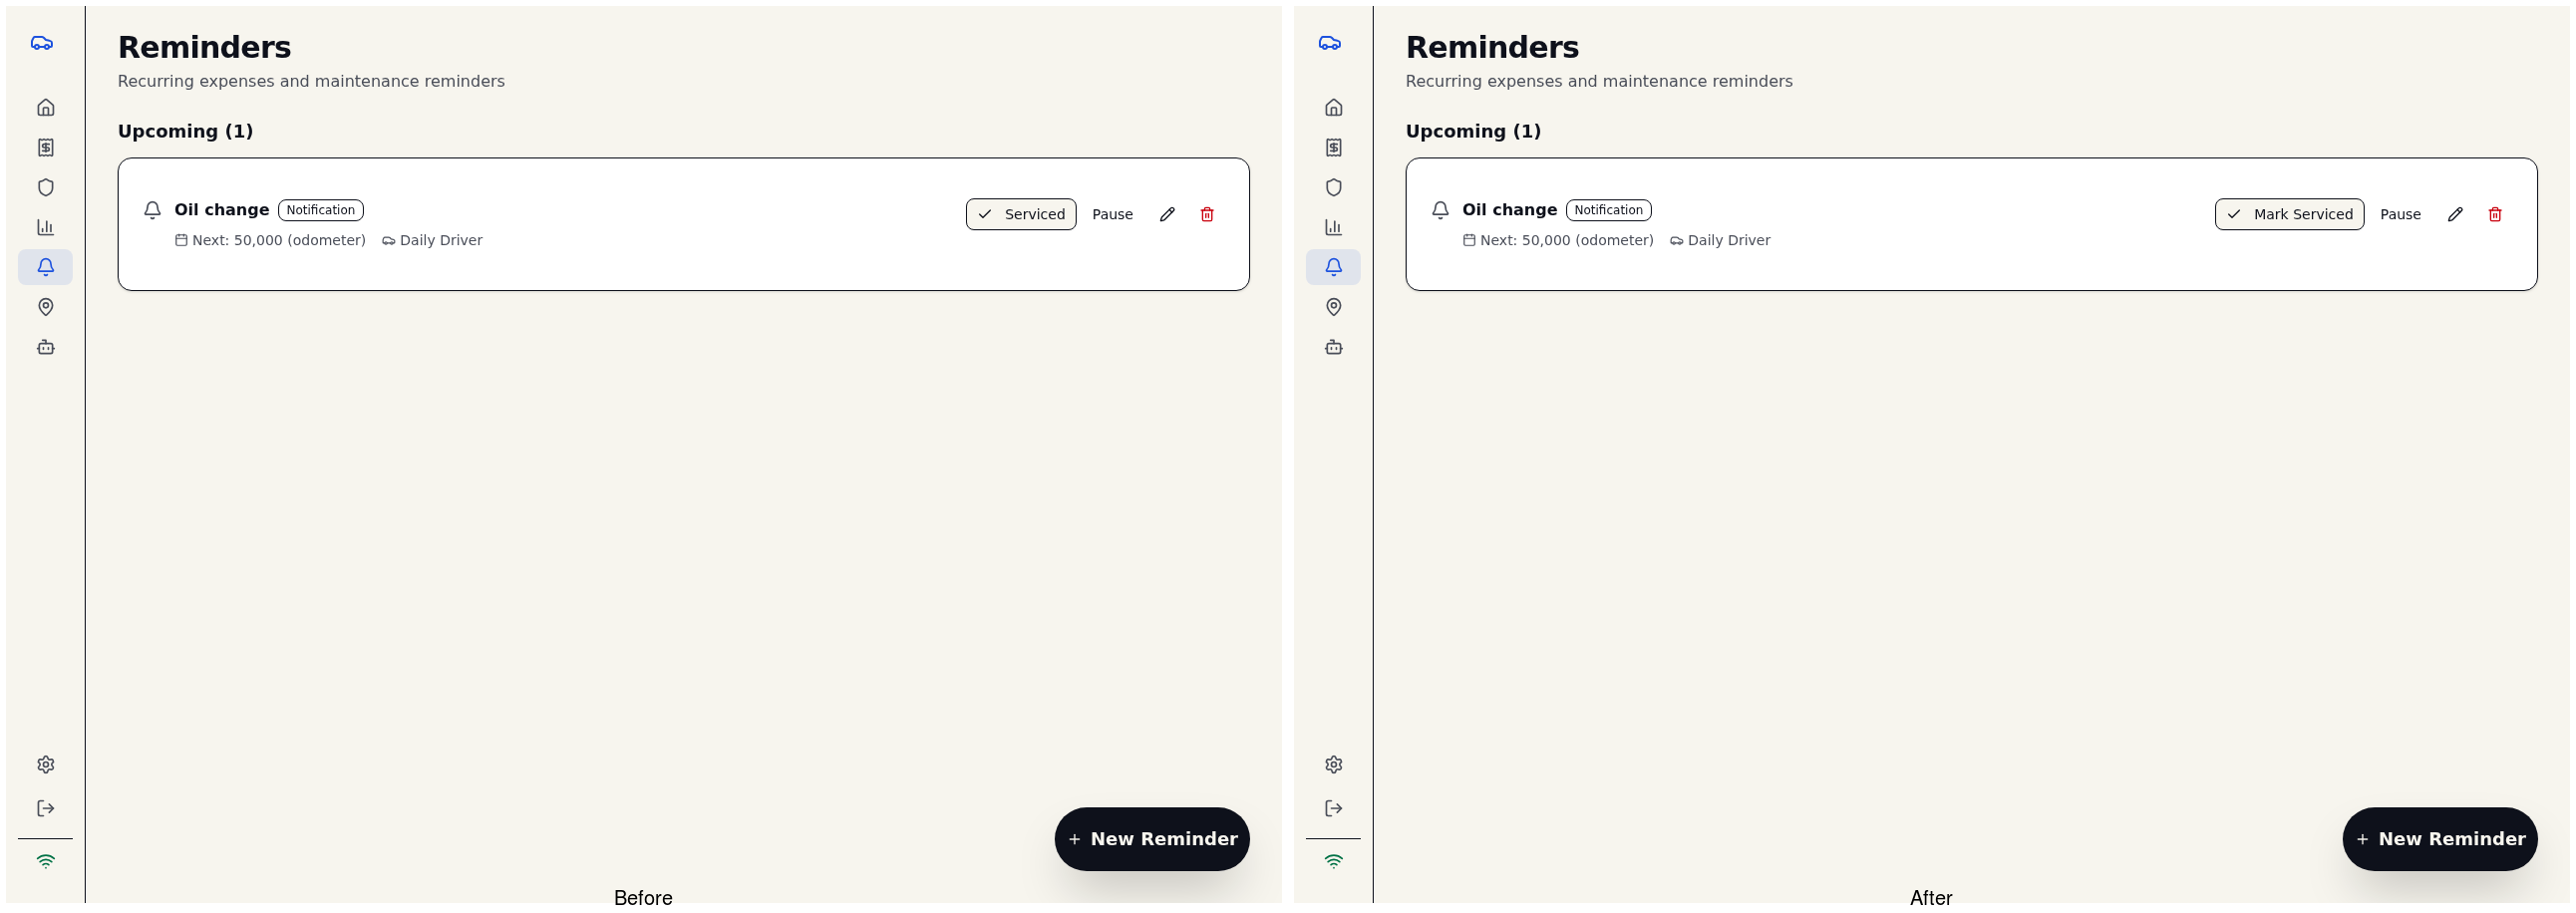 Reminders
Recurring expenses and maintenance reminders
Upcoming (1)
Oil change Notification
Next: 50,000 (odometer) Daily Driver
Serviced Pause
New Reminder
Before
Reminders
Recurring expenses and maintenance reminders
Upcoming (1)
Oil change Notification
Next: 50,000 (odometer) Daily Driver
Mark Serviced Pause
New Reminder
After